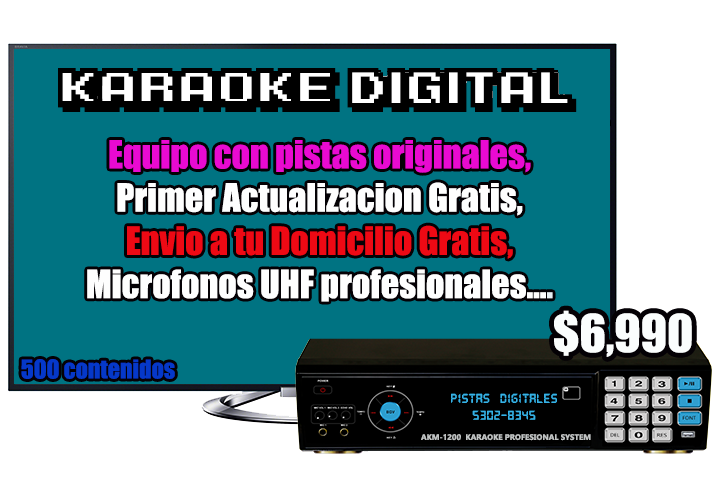 KARAOKE DIGITAL
Equipo con pistas originales,
Primer Actualizacion Gratis,
Envio a tu Domicilio Gratis,
Microfonos UHF profesionales....
$6,990
500 contenidos
POWER
PISTAS DIGITALES
5302-8345
AKM-1200 KARAOKE PROFESIONAL SYSTEM
1 2 3
4 5 6
7 8 9 FONT
DEL 0 RES